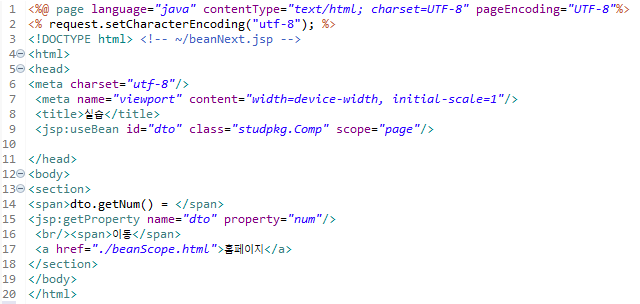 1 <%@ page language="java" contentType="text/html; charset=UTF-8" pageEncoding="UTF-8"%>
2 <% request.setCharacterEncoding("utf-8"); %>
3 <!DOCTYPE html> <!-- ~/beanNext.jsp -->
4 <html>
5 <head>
6 <meta charset="utf-8"/>
7 <meta name="viewport" content="width=device-width, initial-scale=1"/>
8 <title>실습</title>
9 <jsp:useBean id="dto" class="studpkg.Comp" scope="page"/>
10
11 </head>
12 <body>
13 <section>
14 <span>dto.getNum() = </span>
15 <jsp:getProperty name="dto" property="num"/>
16 <br/><span>이동</span>
17 <a href="./beanScope.html">홈페이지</a>
18 </section>
19 </body>
20 </html>